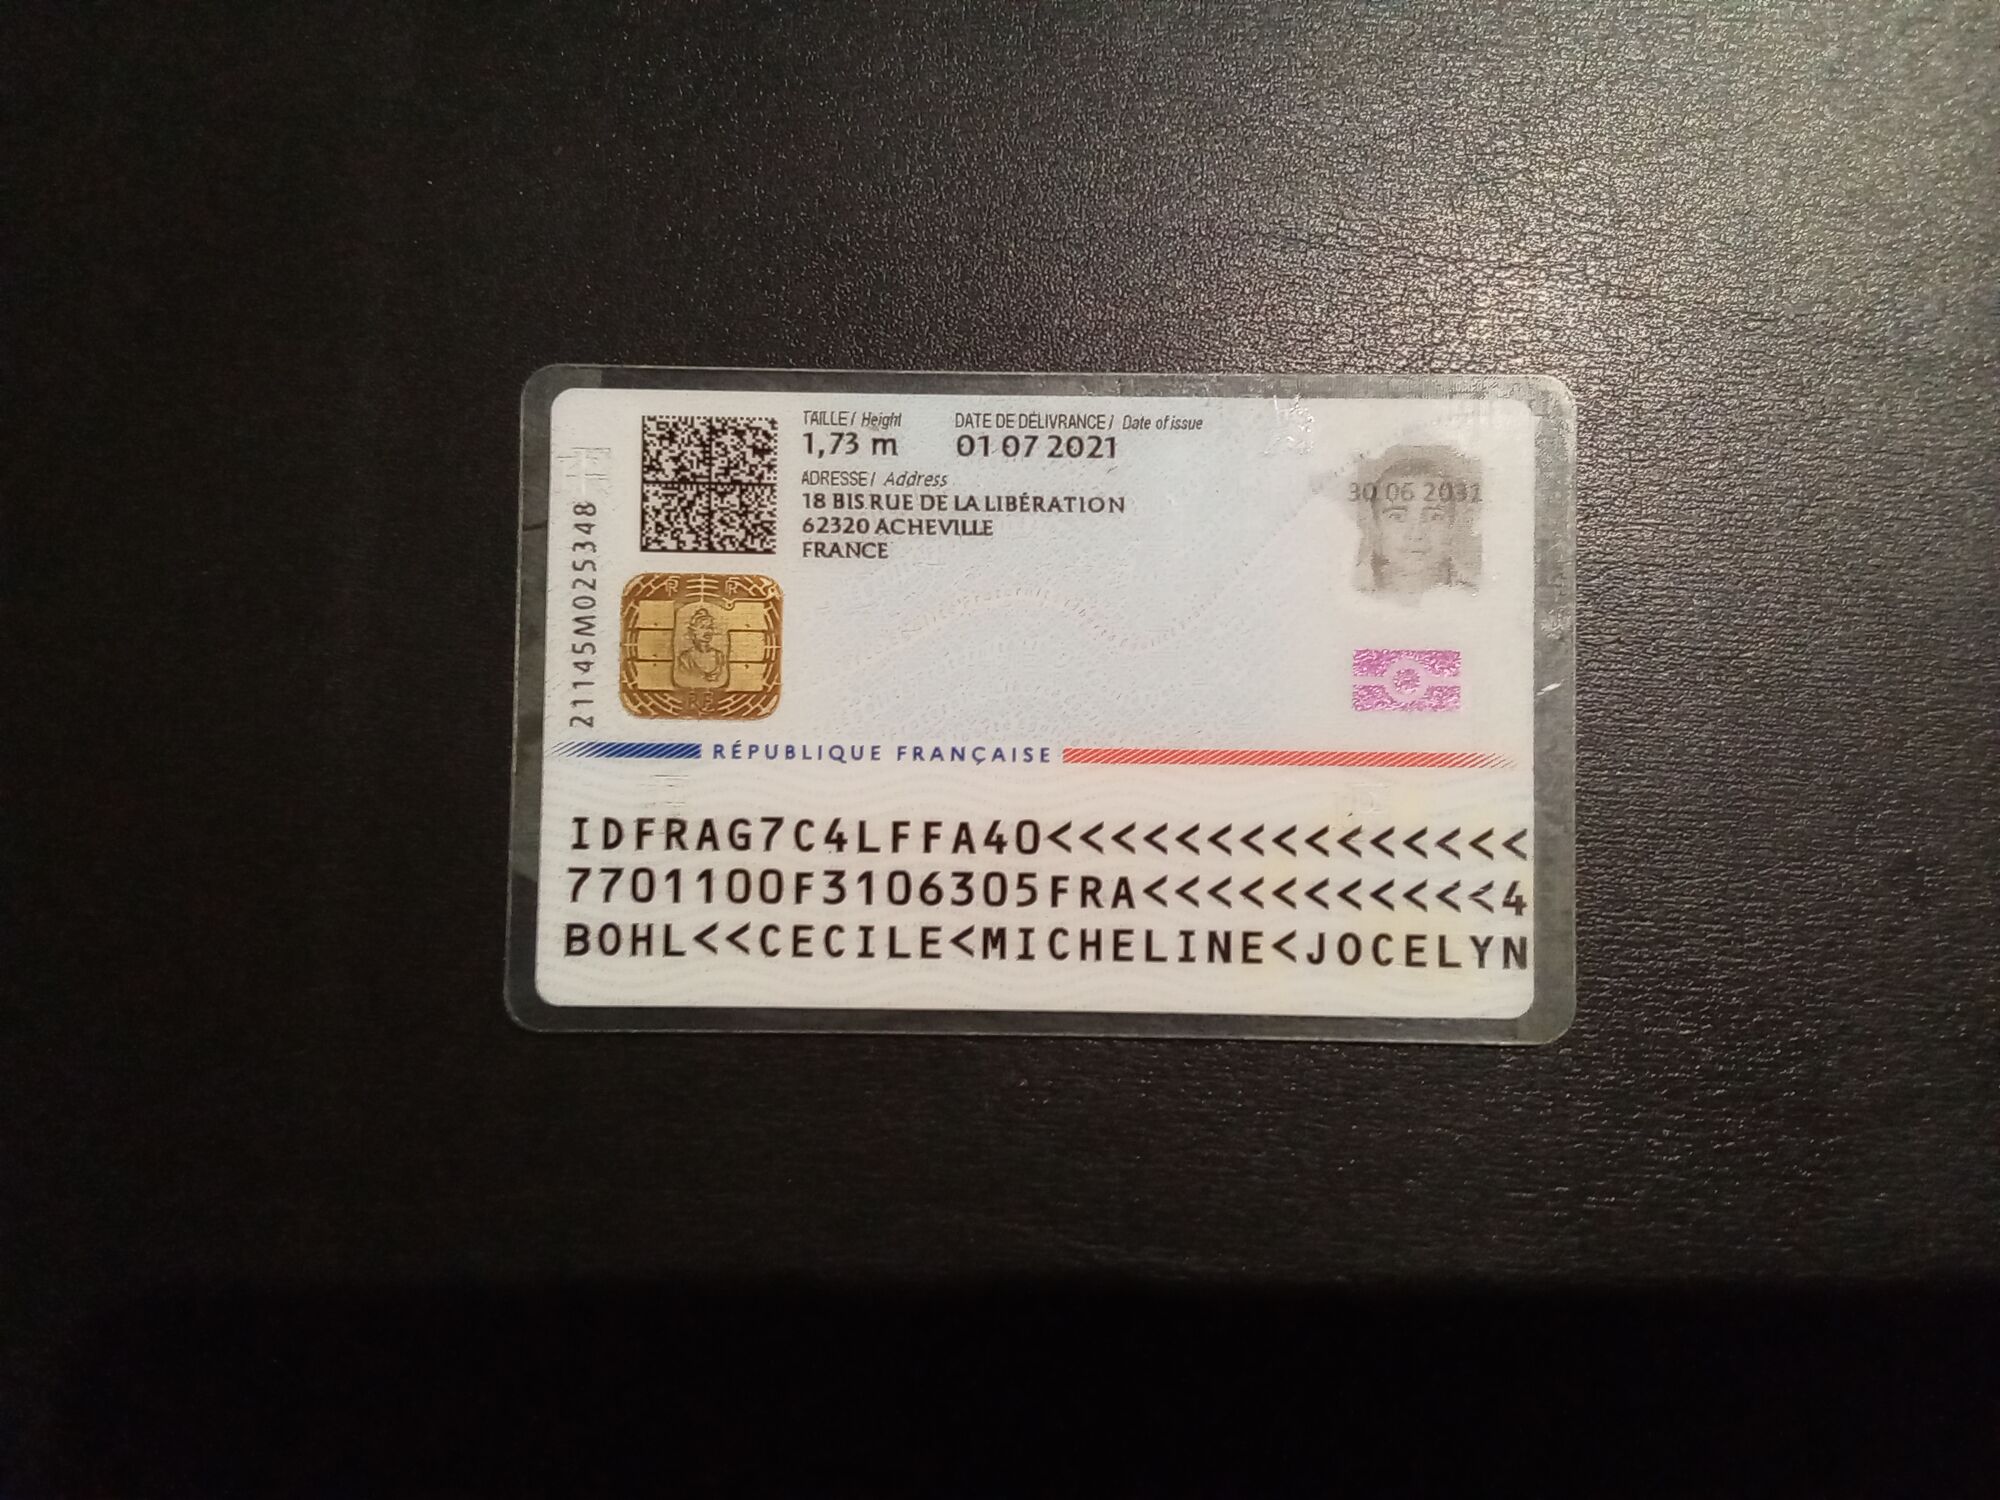 TAILLE / Height
1,73 m
DATE DE DÉLIVRANCE / Date of issue
01 07 2021
ADRESSE / Address
18 BIS RUE DE LA LIBÉRATION
62320 ACHEVILLE
FRANCE
30 06 2031
21145M025348
RÉPUBLIQUE FRANÇAISE
IDFRAG7C4LFFA40<<<<<<<<<<<<<<<
7701100F3106305FRA<<<<<<<<<<<4
BOHL<<CECILE<MICHELINE<JOCELYN